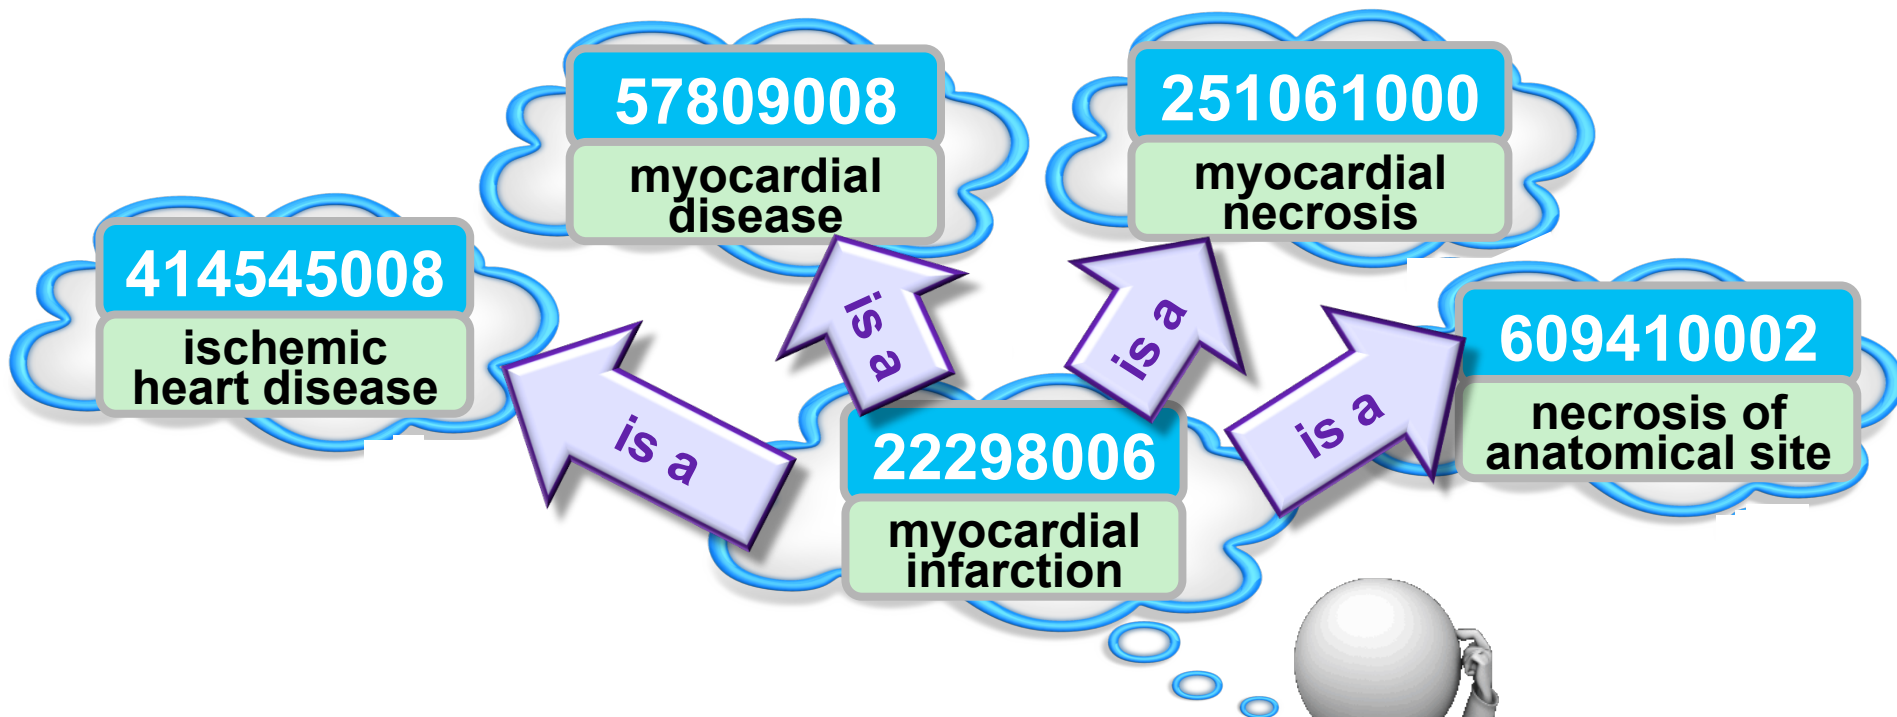 57809008
myocardial
disease
251061000
myocardial
necrosis
414545008
ischemic
heart disease
609410002
necrosis of
anatomical site
is a
is a
is a
is a
22298006
myocardial
infarction